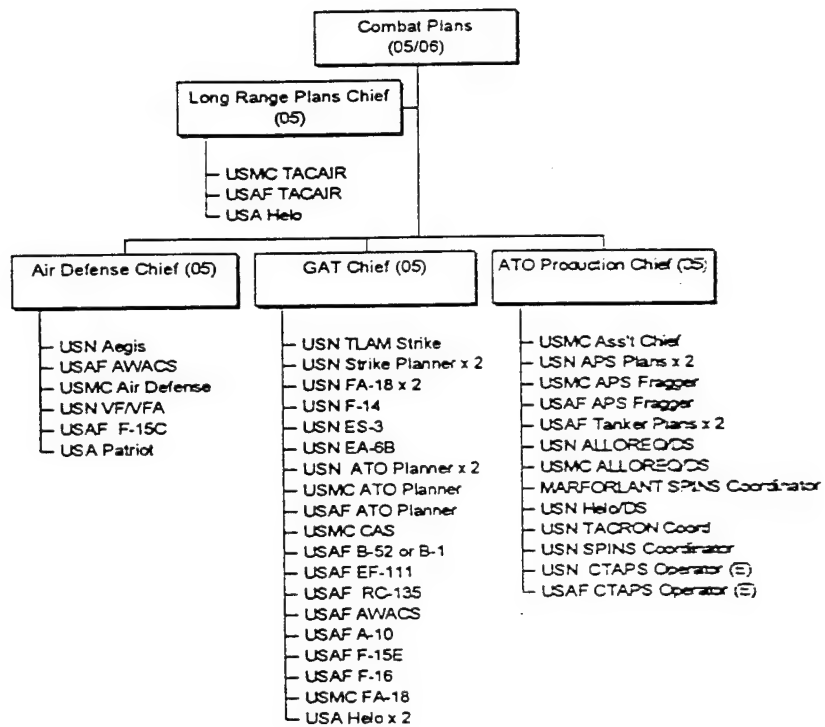 Combat Plans
(05/06)
Long Range Plans Chief
(05)
USMC TACAIR
USAF TACAIR
USA Helo
Air Defense Chief (05)
USN Aegis
USAF AWACS
USMC Air Defense
USN VF/VFA
USAF F-15C
USA Patriot
GAT Chief (05)
USN TLAM Strike
USN Strike Planner x 2
USN FA-18 x 2
USN F-14
USN ES-3
USN EA-6B
USN ATO Planner x 2
USMC ATO Planner
USAF ATO Planner
USMC CAS
USAF B-52 or B-1
USAF EF-111
USAF RC-135
USAF AWACS
USAF A-10
USAF F-15E
USAF F-16
USMC FA-18
USA Helo x 2
ATO Production Chief (05)
USMC Ass't Chief
USN APS Plans x 2
USMC APS Fragger
USAF APS Fragger
USAF Tanker Plans x 2
USN ALLOREQ/DS
USMC ALLOREQ/DS
MARFORLANT SPINS Coordinator
USN Helo/DS
USN TACRON Coord
USN SPINS Coordinator
USN CTAPS Operator (E)
USAF CTAPS Operator (E)